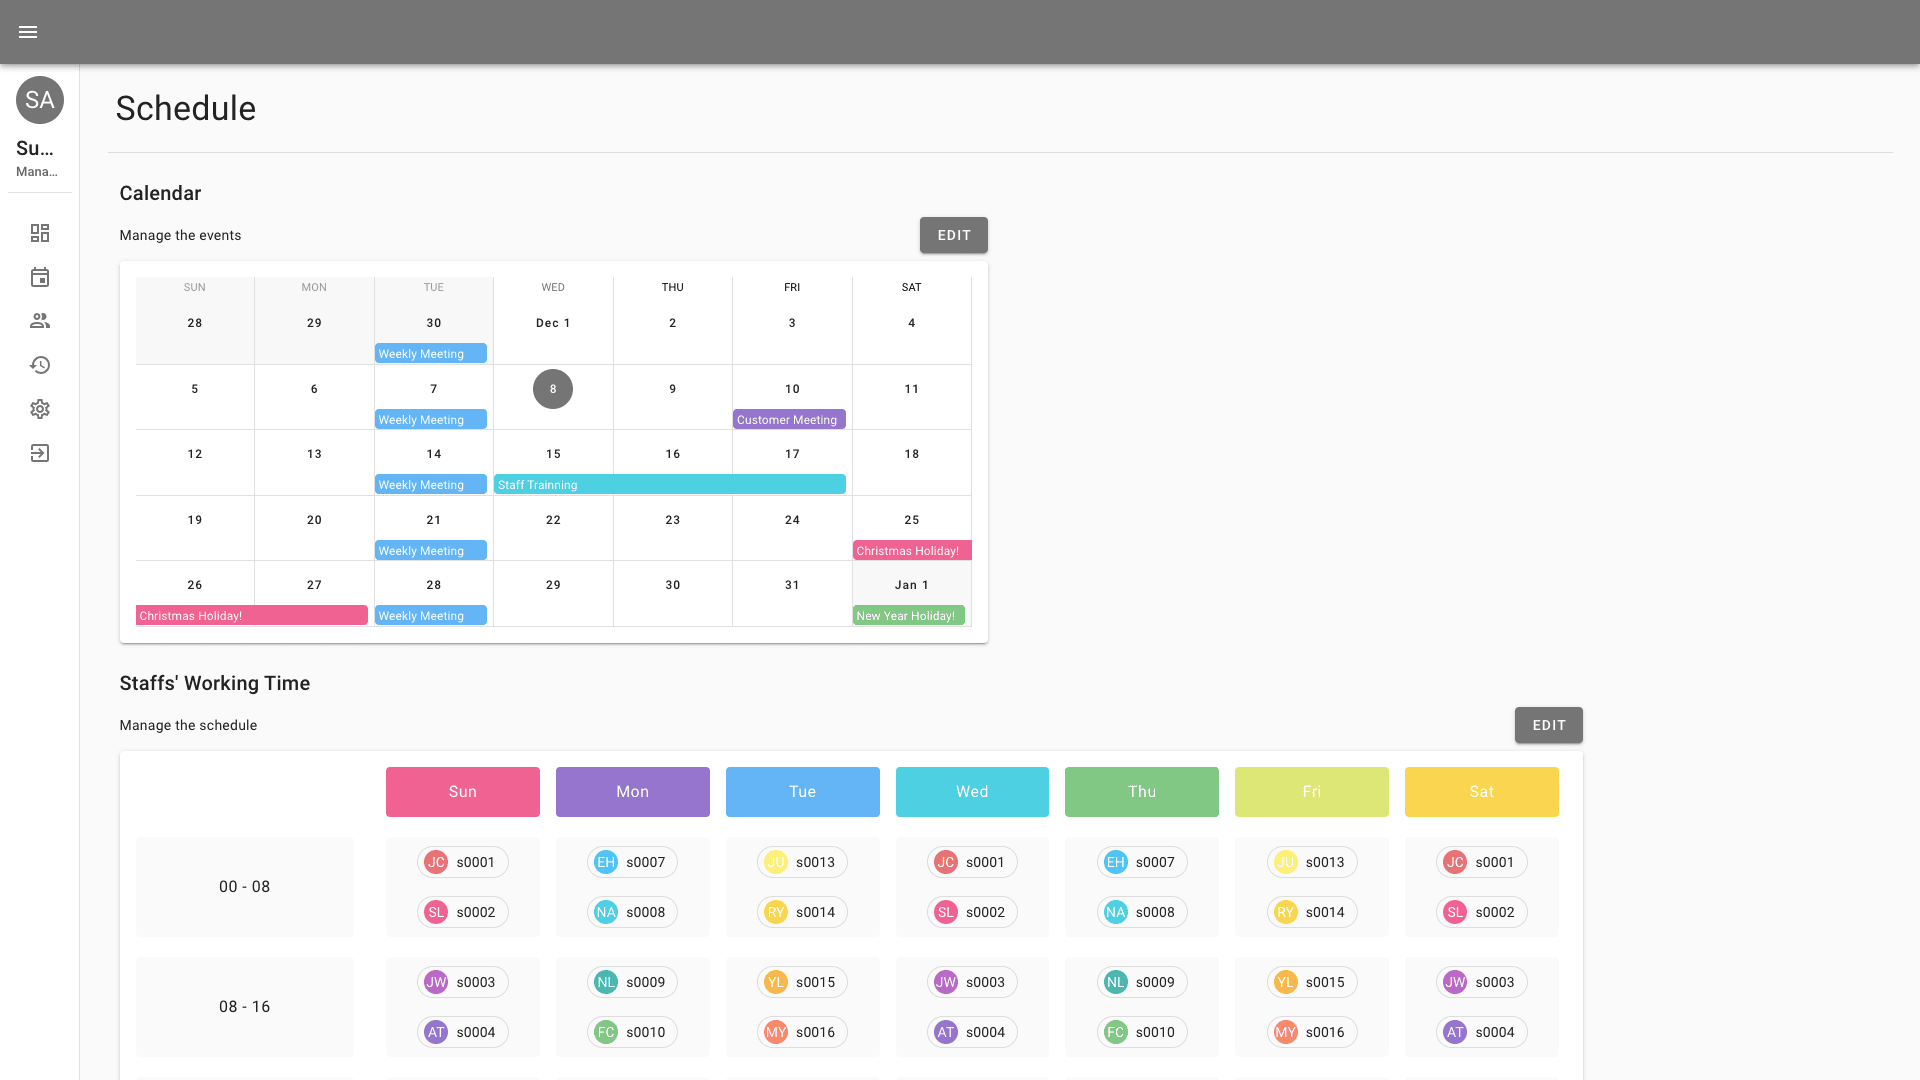 SA
Su...
Mana...
Schedule
Calendar
Manage the events
EDIT
SUN MON TUE WED THU FRI SAT
28 29 30 Dec 1 2 3 4
Weekly Meeting
5 6 7 8 9 10 11
Weekly Meeting Customer Meeting
12 13 14 15 16 17 18
Weekly Meeting Staff Trainning
19 20 21 22 23 24 25
Weekly Meeting Christmas Holiday!
26 27 28 29 30 31 Jan 1
Christmas Holiday! Weekly Meeting New Year Holiday!
Staffs' Working Time
Manage the schedule
EDIT
Sun Mon Tue Wed Thu Fri Sat
00 - 08
JC s0001 EH s0007 JU s0013 JC s0001 EH s0007 JU s0013 JC s0001
SL s0002 NA s0008 RY s0014 SL s0002 NA s0008 RY s0014 SL s0002
08 - 16
JW s0003 NL s0009 YL s0015 JW s0003 NL s0009 YL s0015 JW s0003
AT s0004 FC s0010 MY s0016 AT s0004 FC s0010 MY s0016 AT s0004